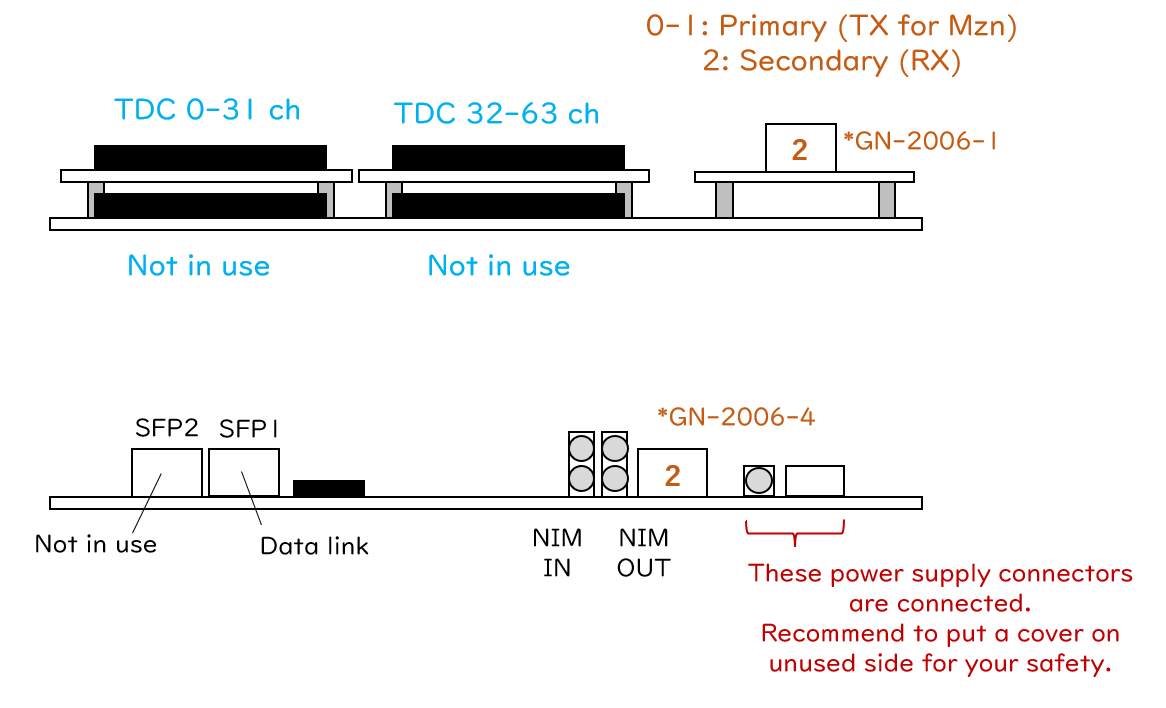 0-1: Primary (TX for Mzn)
2: Secondary (RX)
TDC 0-31 ch
TDC 32-63 ch
2
*GN-2006-1
Not in use
Not in use
*GN-2006-4
SFP2
SFP1
2
Not in use
Data link
NIM
IN
NIM
OUT
These power supply connectors
are connected.
Recommend to put a cover on
unused side for your safety.